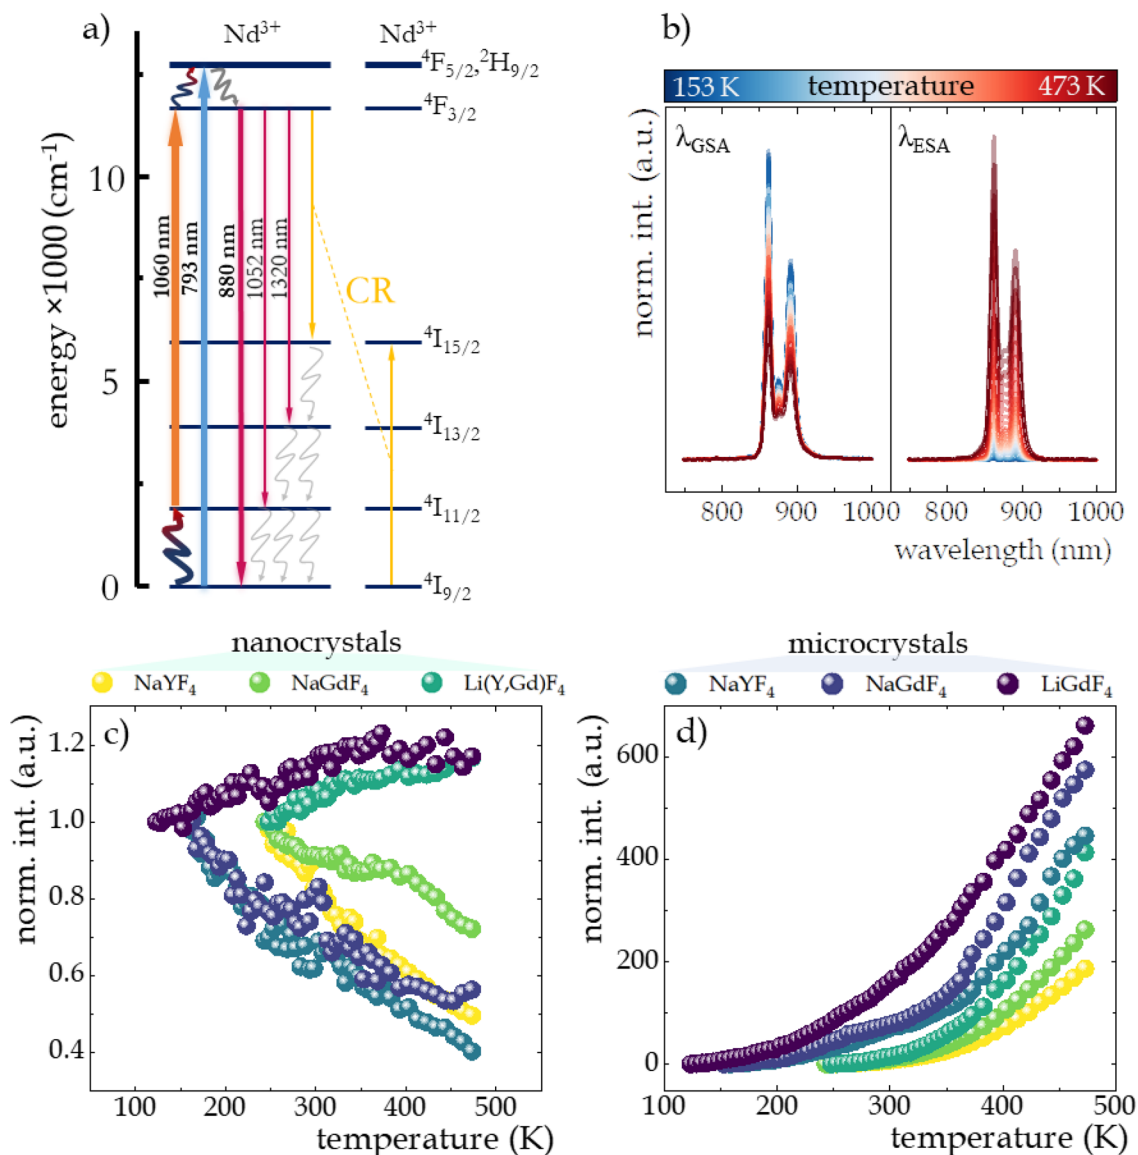 a)
Nd³⁺ Nd³⁺
⁴F₅/₂,²H₉/₂
⁴F₃/₂
energy ×1000 (cm⁻¹)
10
5
0
1060 nm
793 nm
880 nm
1052 nm
1320 nm
CR
⁴I₁₅/₂
⁴I₁₃/₂
⁴I₁₁/₂
⁴I₉/₂
b)
153 K temperature 473 K
norm. int. (a.u.)
λGSA λESA
800 900 1000 800 900 1000
wavelength (nm)
nanocrystals
NaYF₄ NaGdF₄ Li(Y,Gd)F₄
c)
norm. int. (a.u.)
1.2
1.0
0.8
0.6
0.4
100 200 300 400 500
temperature (K)
microcrystals
NaYF₄ NaGdF₄ LiGdF₄
d)
norm. int. (a.u.)
600
400
200
0
100 200 300 400 500
temperature (K)